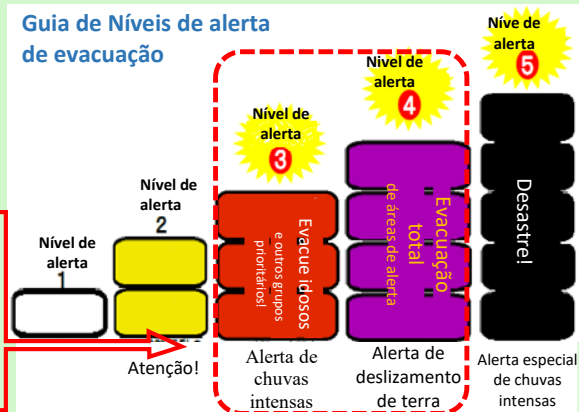 Guia de Níveis de alerta
de evacuação
Nível de
alerta
1
Nível de
alerta
2
Atenção!
Nível de
alerta
3
Evacue idosos
e outros grupos
prioritários!
Alerta de
chuvas
intensas
Nivel de
alerta
4
Evacuação
total
de áreas de alerta
Alerta de
deslizamento
de terra
Níve de
alerta
5
Desastre!
Alerta especial
de chuvas
intensas